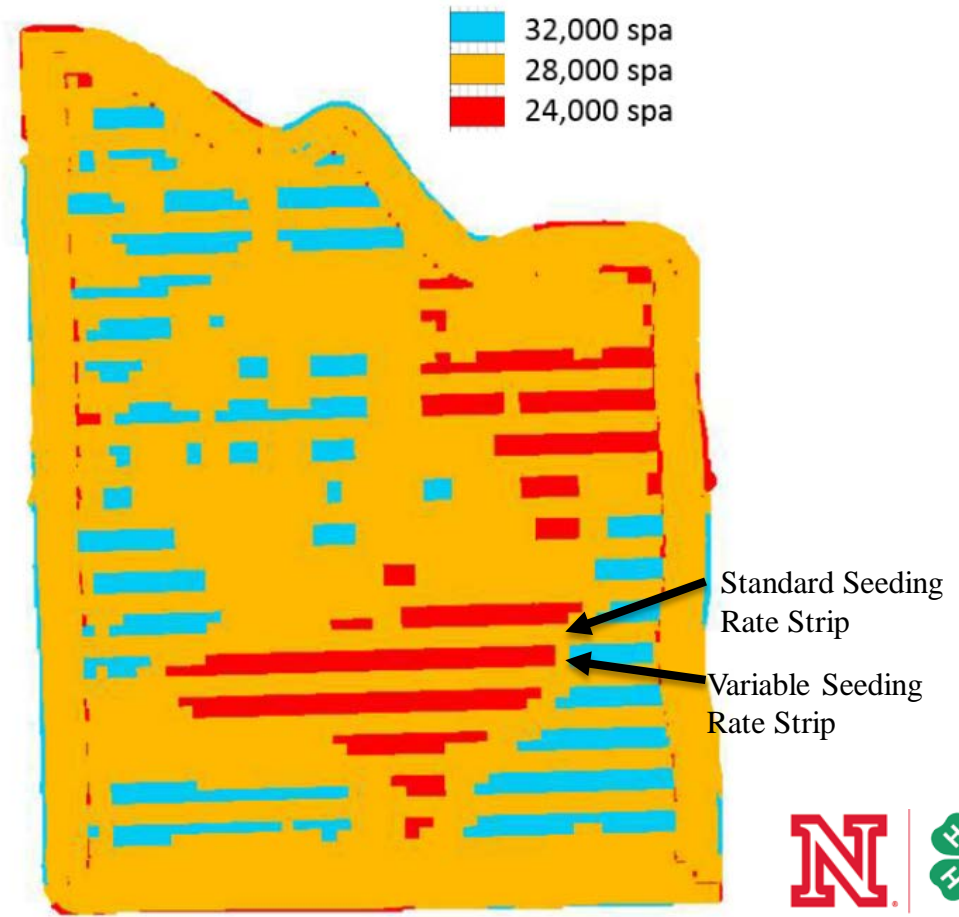 32,000 spa
28,000 spa
24,000 spa
Standard Seeding
Rate Strip
Variable Seeding
Rate Strip
N
H
H